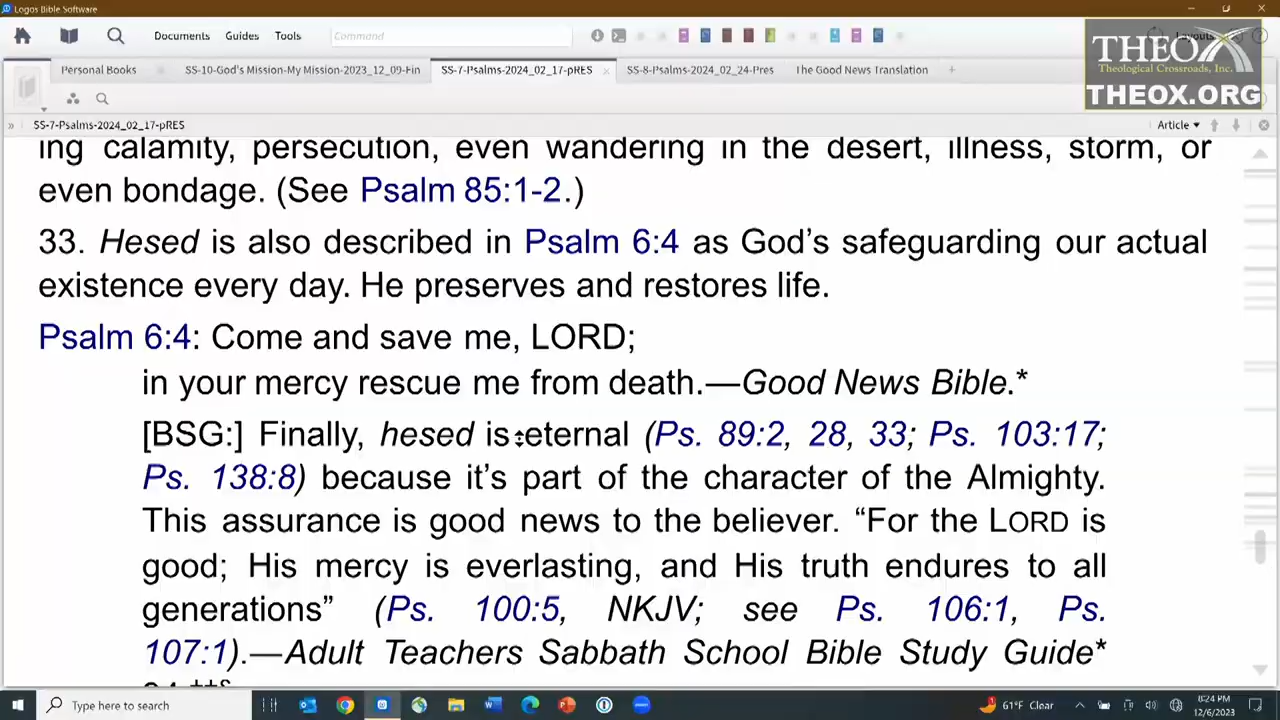 Logos Bible Software
Documents Guides Tools Command Layouts
THEOX
Theological Crossroads, Inc.
THEOX.ORG
Personal Books SS-10-God's Mission-My Mission-2023_12_09-Fin SS-7-Psalms-2024_02_17-pRES SS-8-Psalms-2024_02_24-Pres The Good News Translation
» SS-7-Psalms-2024_02_17-pRES Article
ing calamity, persecution, even wandering in the desert, illness, storm, or
even bondage. (See Psalm 85:1-2.)
33. Hesed is also described in Psalm 6:4 as God’s safeguarding our actual
existence every day. He preserves and restores life.
Psalm 6:4: Come and save me, LORD;
in your mercy rescue me from death.—Good News Bible.*
[BSG:] Finally, hesed is eternal (Ps. 89:2, 28, 33; Ps. 103:17;
Ps. 138:8) because it’s part of the character of the Almighty.
This assurance is good news to the believer. “For the LORD is
good; His mercy is everlasting, and His truth endures to all
generations” (Ps. 100:5, NKJV; see Ps. 106:1, Ps.
107:1).—Adult Teachers Sabbath School Bible Study Guide*
Type here to search
61°F Clear
8:24 PM
12/6/2023